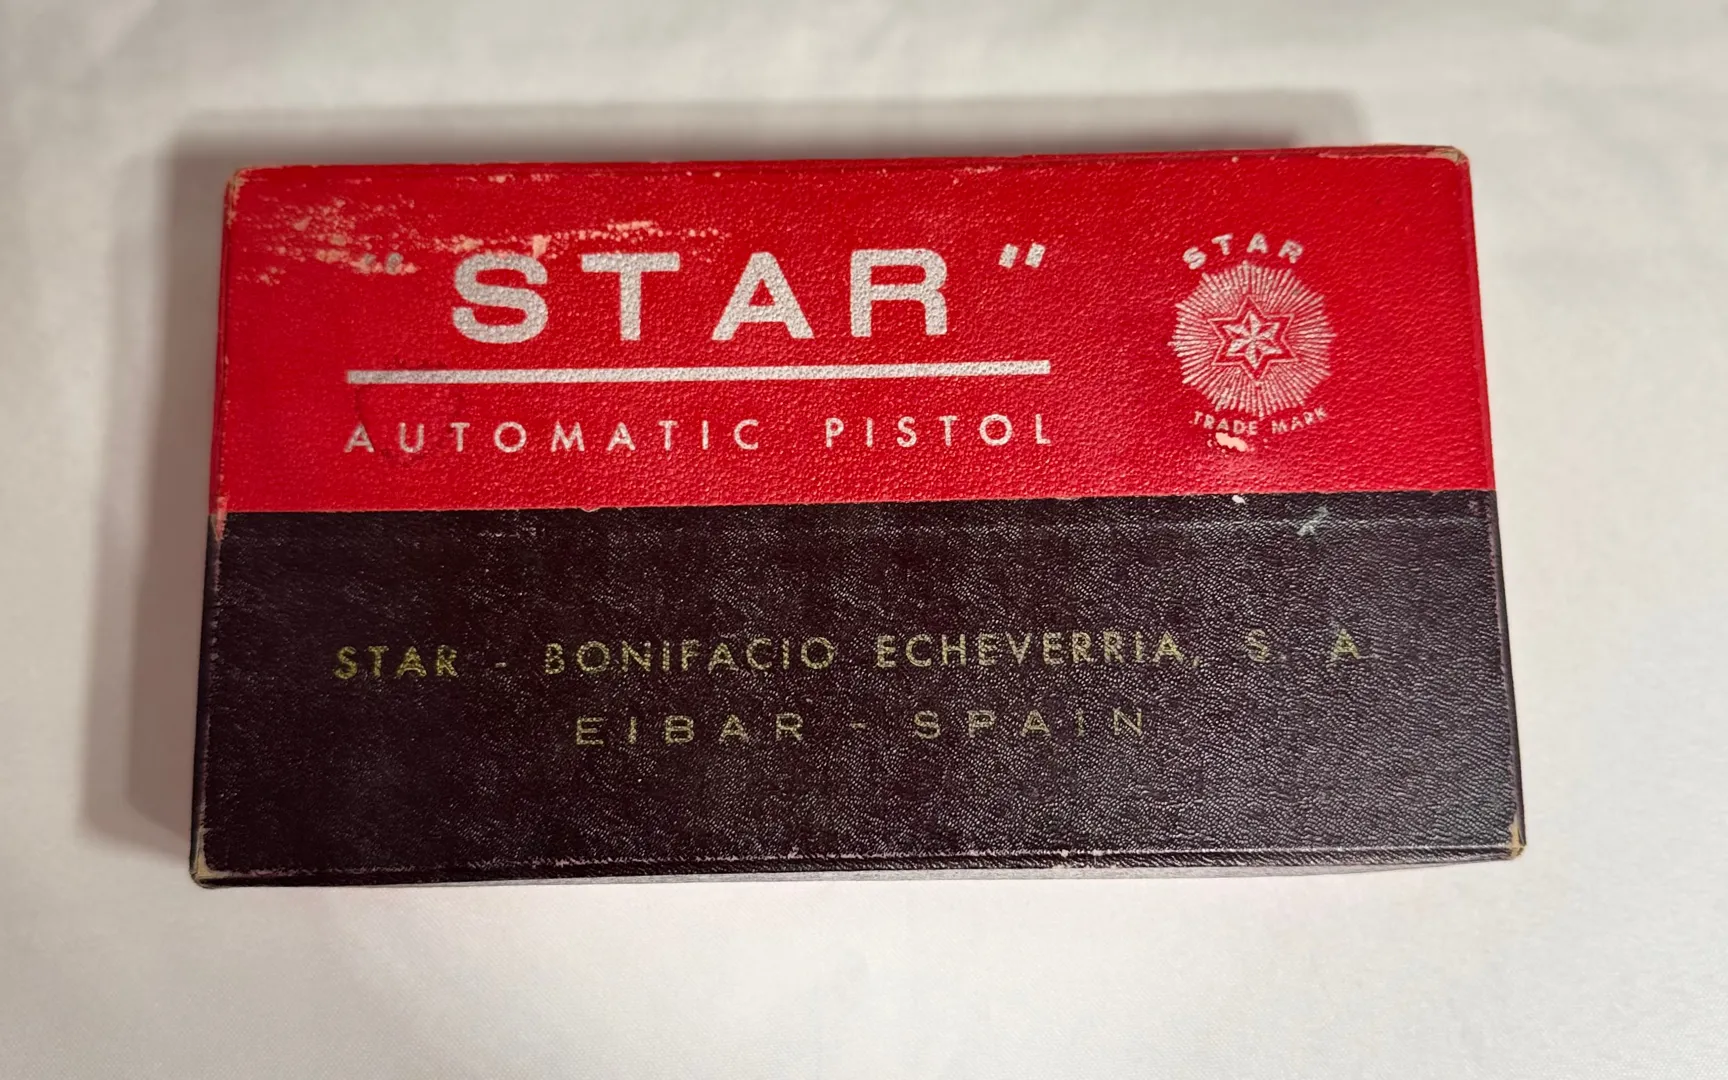 "STAR"
AUTOMATIC PISTOL
STAR
TRADE MARK
STAR - BONIFACIO ECHEVERRIA, S. A
EIBAR - SPAIN